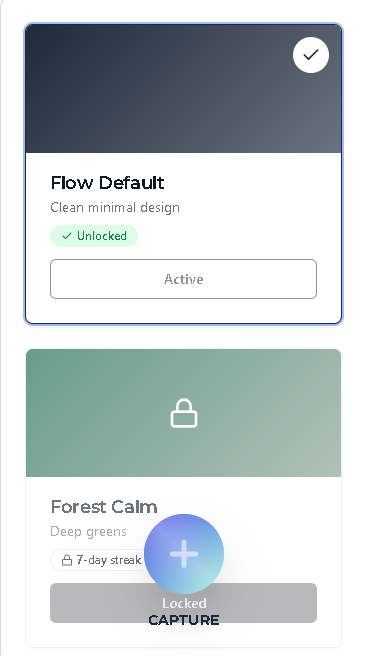 Flow Default
Clean minimal design
Unlocked
Active
Forest Calm
Deep greens
7-day streak
Locked
CAPTURE